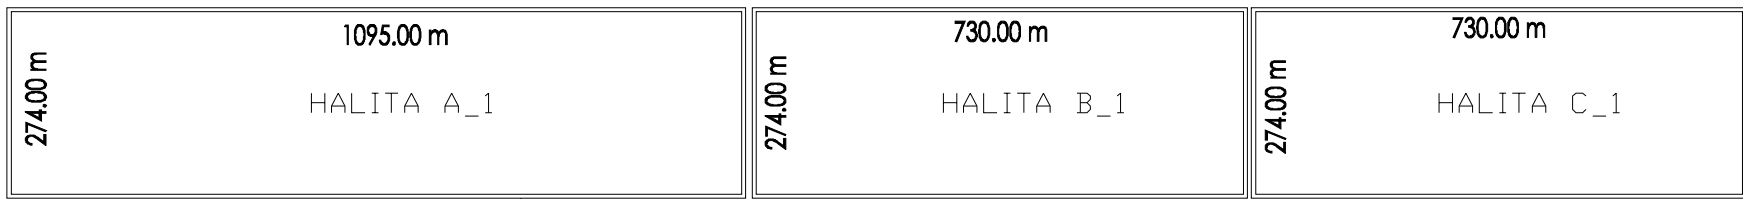 1095.00 m
274.00 m
HALITA A_1
730.00 m
274.00 m
HALITA B_1
730.00 m
274.00 m
HALITA C_1